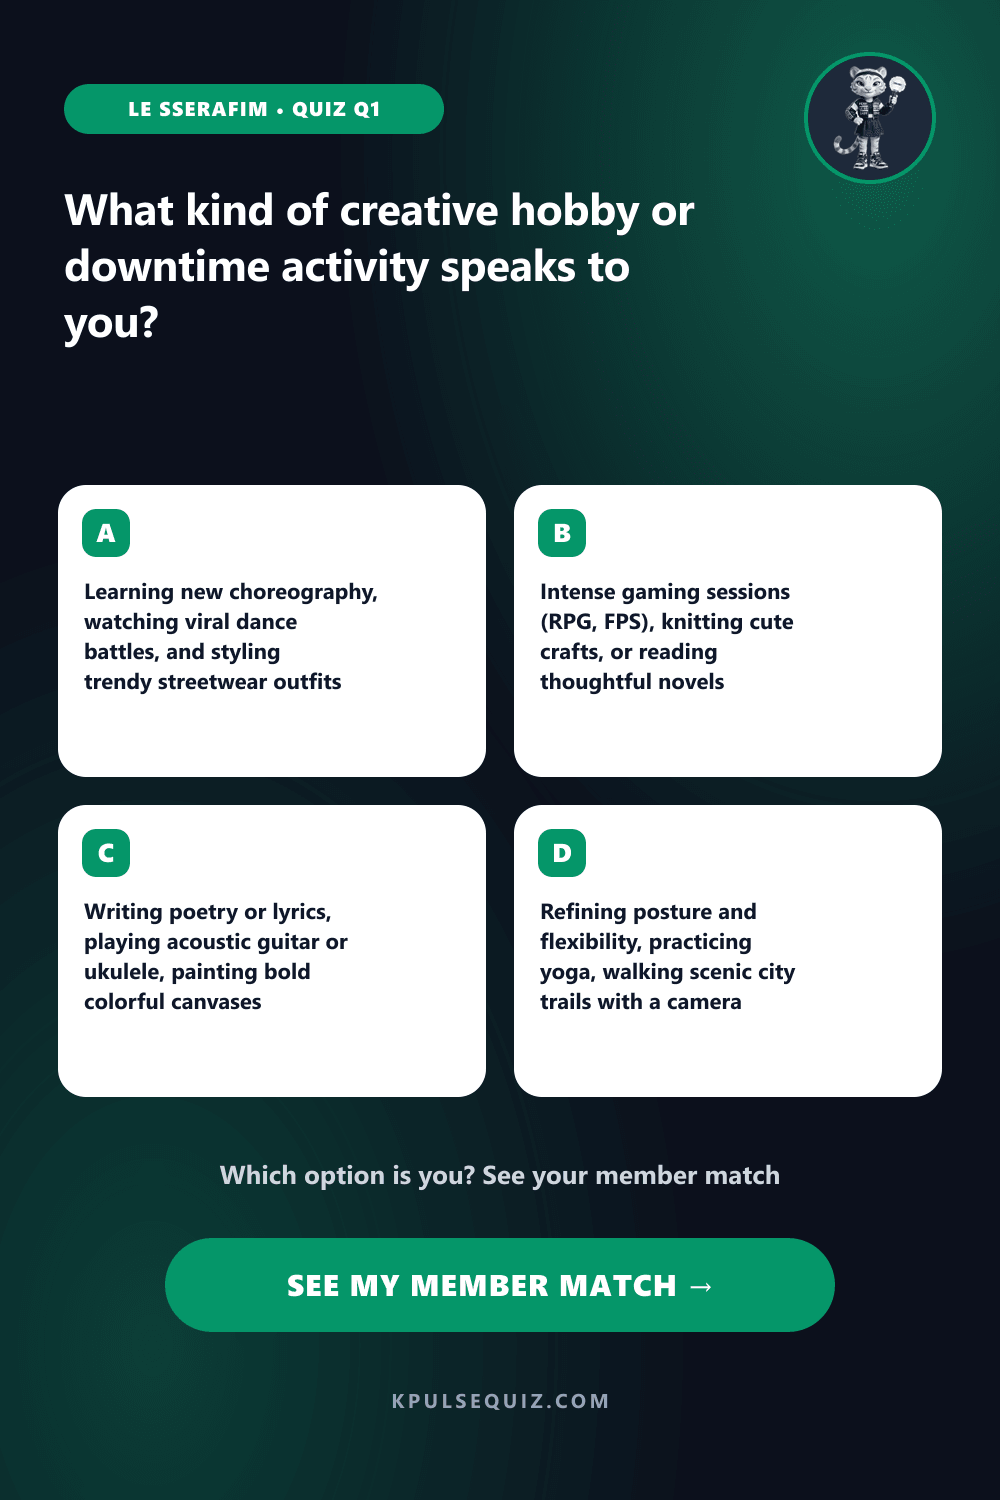 LE SSERAFIM • QUIZ Q1
What kind of creative hobby or
downtime activity speaks to
you?
A
Learning new choreography,
watching viral dance
battles, and styling
trendy streetwear outfits
B
Intense gaming sessions
(RPG, FPS), knitting cute
crafts, or reading
thoughtful novels
C
Writing poetry or lyrics,
playing acoustic guitar or
ukulele, painting bold
colorful canvases
D
Refining posture and
flexibility, practicing
yoga, walking scenic city
trails with a camera
Which option is you? See your member match
SEE MY MEMBER MATCH →
KPULSEQUIZ.COM